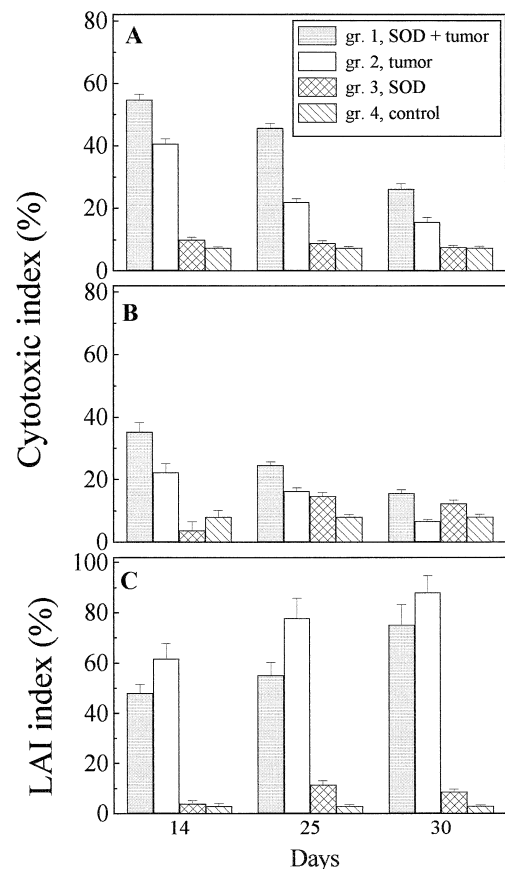 A
gr. 1, SOD + tumor
gr. 2, tumor
gr. 3, SOD
gr. 4, control
80
60
40
20
0
B
80
60
40
20
0
Cytotoxic index (%)
C
100
80
60
40
20
0
LAI index (%)
14 25 30
Days